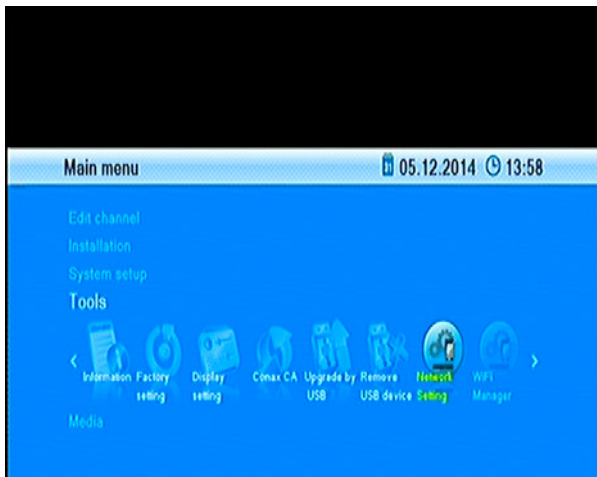 Main menu 31 05.12.2014 13:58
Edit channel
Installation
System setup
Tools
Information Factory setting Display setting Conax CA Upgrade by USB Remove USB device Network Setting WIFI Manager
Media